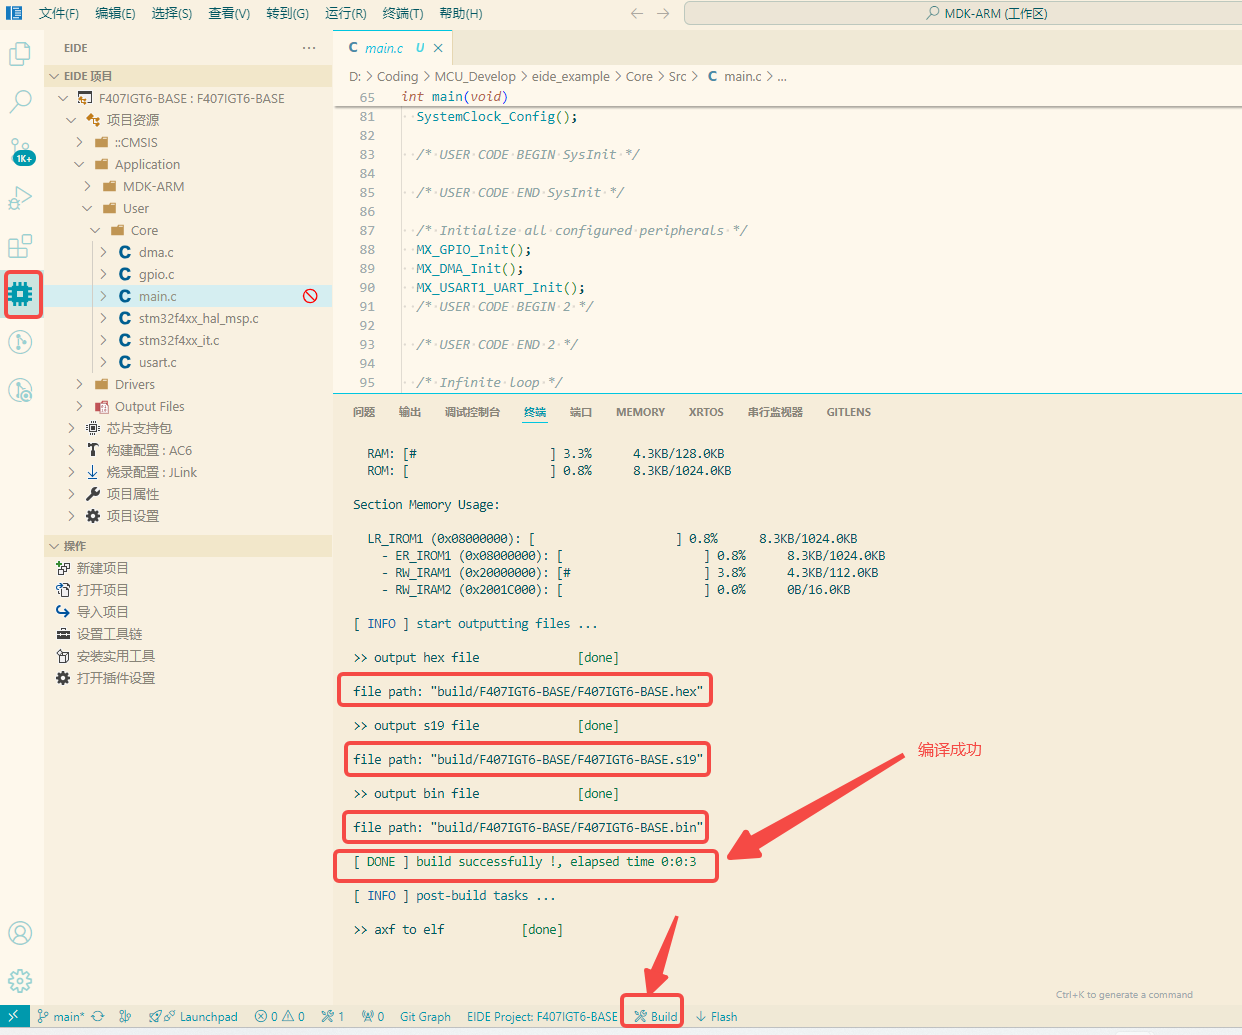 文件(F) 编辑(E) 选择(S) 查看(V) 转到(G) 运行(R) 终端(T) 帮助(H) MDK-ARM (工作区)
EIDE ···
main.c U
D: > Coding > MCU_Develop > eide_example > Core > Src > C main.c > ...
EIDE 项目
F407IGT6-BASE : F407IGT6-BASE
项目资源
::CMSIS
Application
MDK-ARM
User
Core
C dma.c
C gpio.c
C main.c
C stm32f4xx_hal_msp.c
C stm32f4xx_it.c
C usart.c
Drivers
Output Files
芯片支持包
构建配置 : AC6
烧录配置 : JLink
项目属性
项目设置
操作
新建项目
打开项目
导入项目
设置工具链
安装实用工具
打开插件设置
1K+
65 int main(void)
81 SystemClock_Config();
82
83 /* USER CODE BEGIN SysInit */
84
85 /* USER CODE END SysInit */
86
87 /* Initialize all configured peripherals */
88 MX_GPIO_Init();
89 MX_DMA_Init();
90 MX_USART1_UART_Init();
91 /* USER CODE BEGIN 2 */
92
93 /* USER CODE END 2 */
94
95 /* Infinite loop */
问题 输出 调试控制台 终端 端口 MEMORY XRTOS 串行监视器 GITLENS
RAM: [# ] 3.3% 4.3KB/128.0KB
ROM: [ ] 0.8% 8.3KB/1024.0KB
Section Memory Usage:
LR_IROM1 (0x08000000): [ ] 0.8% 8.3KB/1024.0KB
- ER_IROM1 (0x08000000): [ ] 0.8% 8.3KB/1024.0KB
- RW_IRAM1 (0x20000000): [# ] 3.8% 4.3KB/112.0KB
- RW_IRAM2 (0x2001C000): [ ] 0.0% 0B/16.0KB
[ INFO ] start outputting files ...
>> output hex file [done]
file path: "build/F407IGT6-BASE/F407IGT6-BASE.hex"
>> output s19 file [done]
file path: "build/F407IGT6-BASE/F407IGT6-BASE.s19"
编译成功
>> output bin file [done]
file path: "build/F407IGT6-BASE/F407IGT6-BASE.bin"
[ DONE ] build successfully !, elapsed time 0:0:3
[ INFO ] post-build tasks ...
>> axf to elf [done]
Ctrl+K to generate a command
main* Launchpad 0 0 1 0 Git Graph EIDE Project: F407IGT6-BASE Build Flash